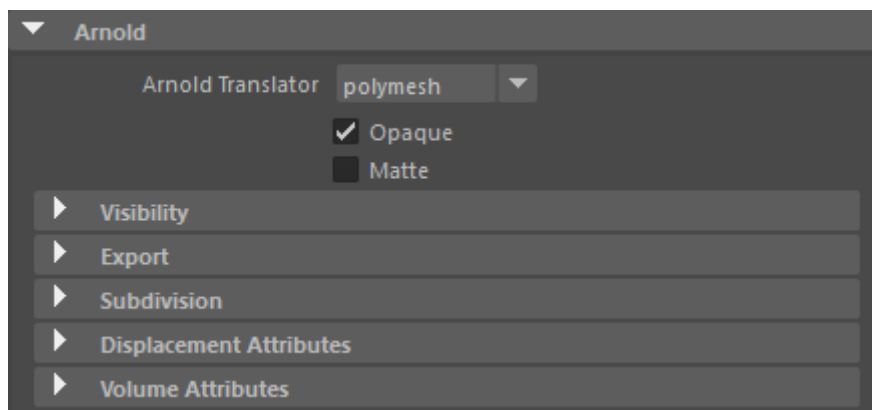 Arnold
Arnold Translator polymesh
Opaque
Matte
Visibility
Export
Subdivision
Displacement Attributes
Volume Attributes